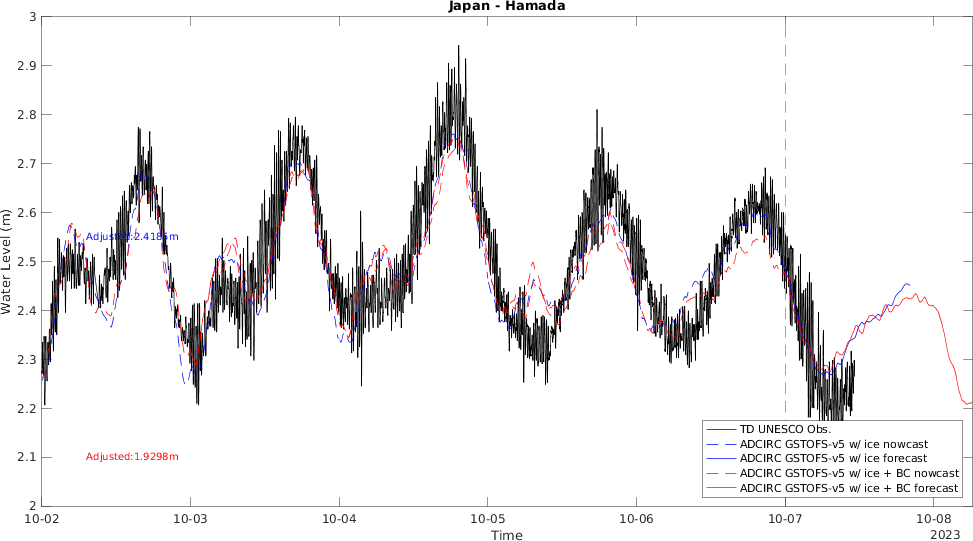 Japan - Hamada
3
2.9
2.8
2.7
2.6
2.5
2.4
2.3
2.2
2.1
2
Water Level (m)
Adjusted:2.4185m
Adjusted:1.9298m
TD UNESCO Obs.
ADCIRC GSTOFS-v5 w/ ice nowcast
ADCIRC GSTOFS-v5 w/ ice forecast
ADCIRC GSTOFS-v5 w/ ice + BC nowcast
ADCIRC GSTOFS-v5 w/ ice + BC forecast
10-02 10-03 10-04 10-05 10-06 10-07 10-08
Time
2023